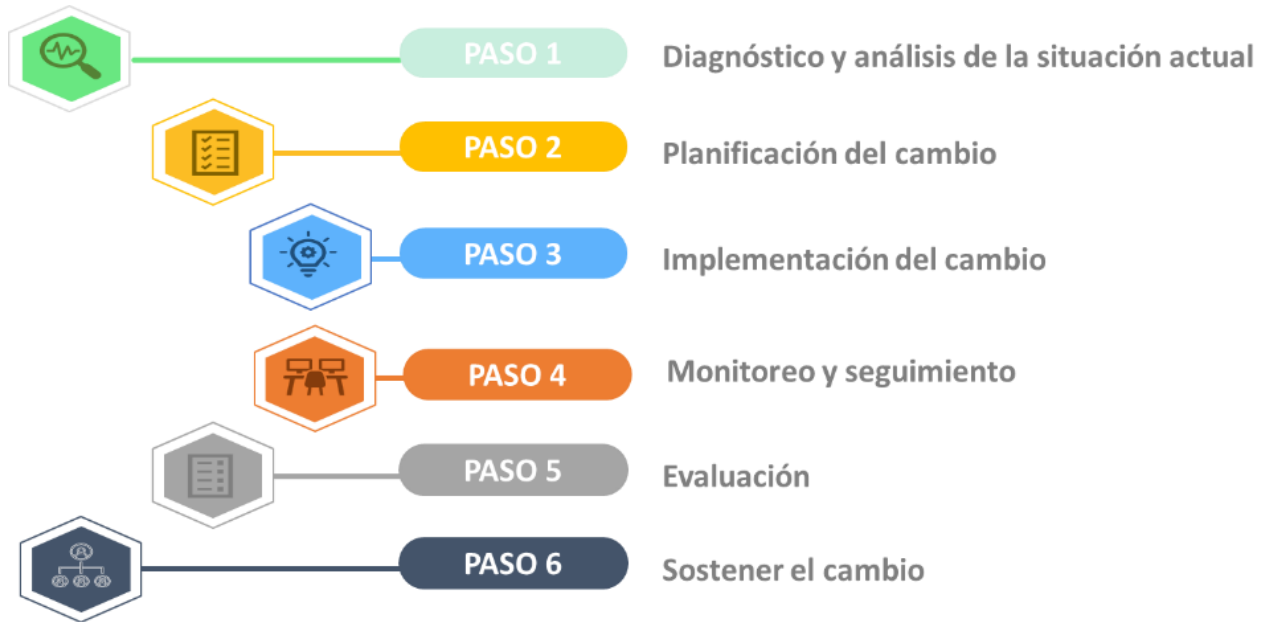 PASO 1
Diagnóstico y análisis de la situación actual
PASO 2
Planificación del cambio
PASO 3
Implementación del cambio
PASO 4
Monitoreo y seguimiento
PASO 5
Evaluación
PASO 6
Sostener el cambio